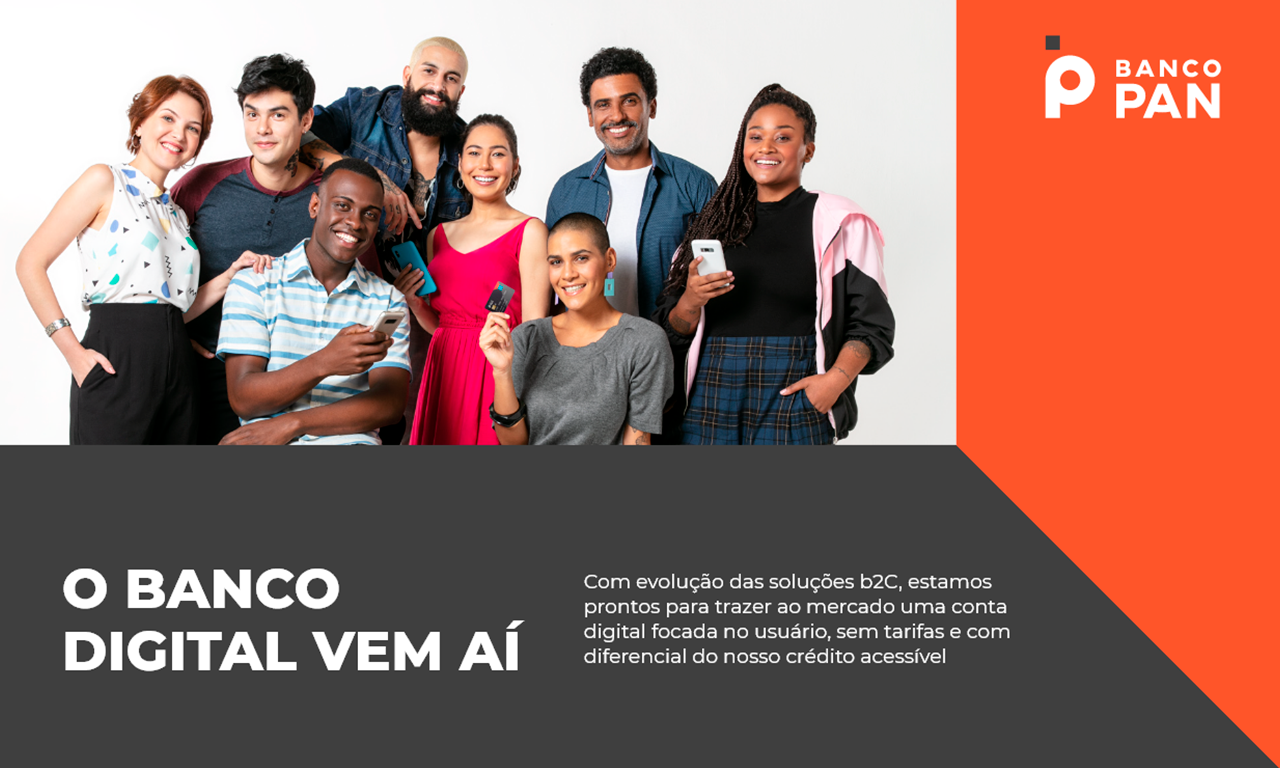 BANCO
PAN
O BANCO
DIGITAL VEM AÍ
Com evolução das soluções b2C, estamos
prontos para trazer ao mercado uma conta
digital focada no usuário, sem tarifas e com
diferencial do nosso crédito acessível